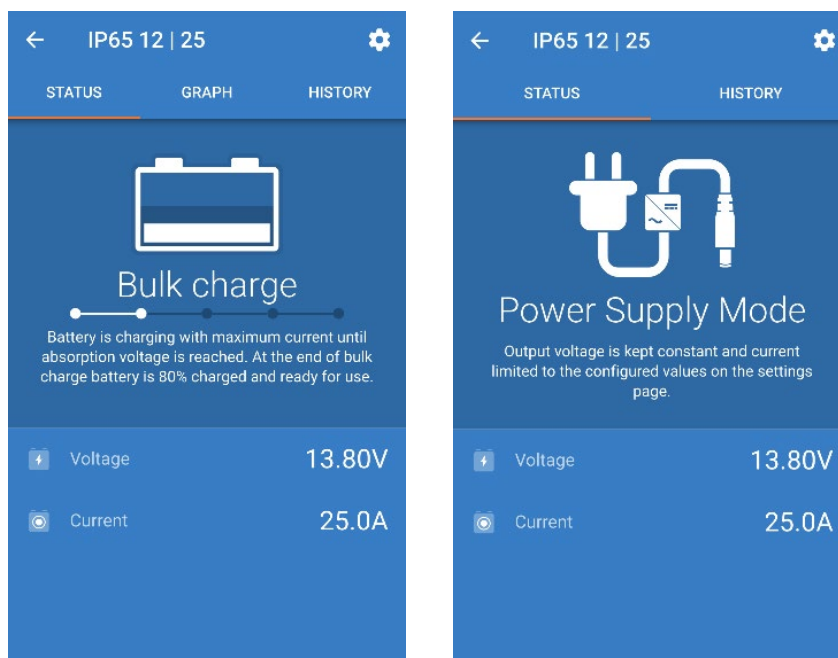 IP65 12 | 25
STATUS GRAPH HISTORY
Bulk charge
Battery is charging with maximum current until
absorption voltage is reached. At the end of bulk
charge battery is 80% charged and ready for use.
Voltage 13.80V
Current 25.0A
IP65 12 | 25
STATUS HISTORY
Power Supply Mode
Output voltage is kept constant and current
limited to the configured values on the settings
page.
Voltage 13.80V
Current 25.0A